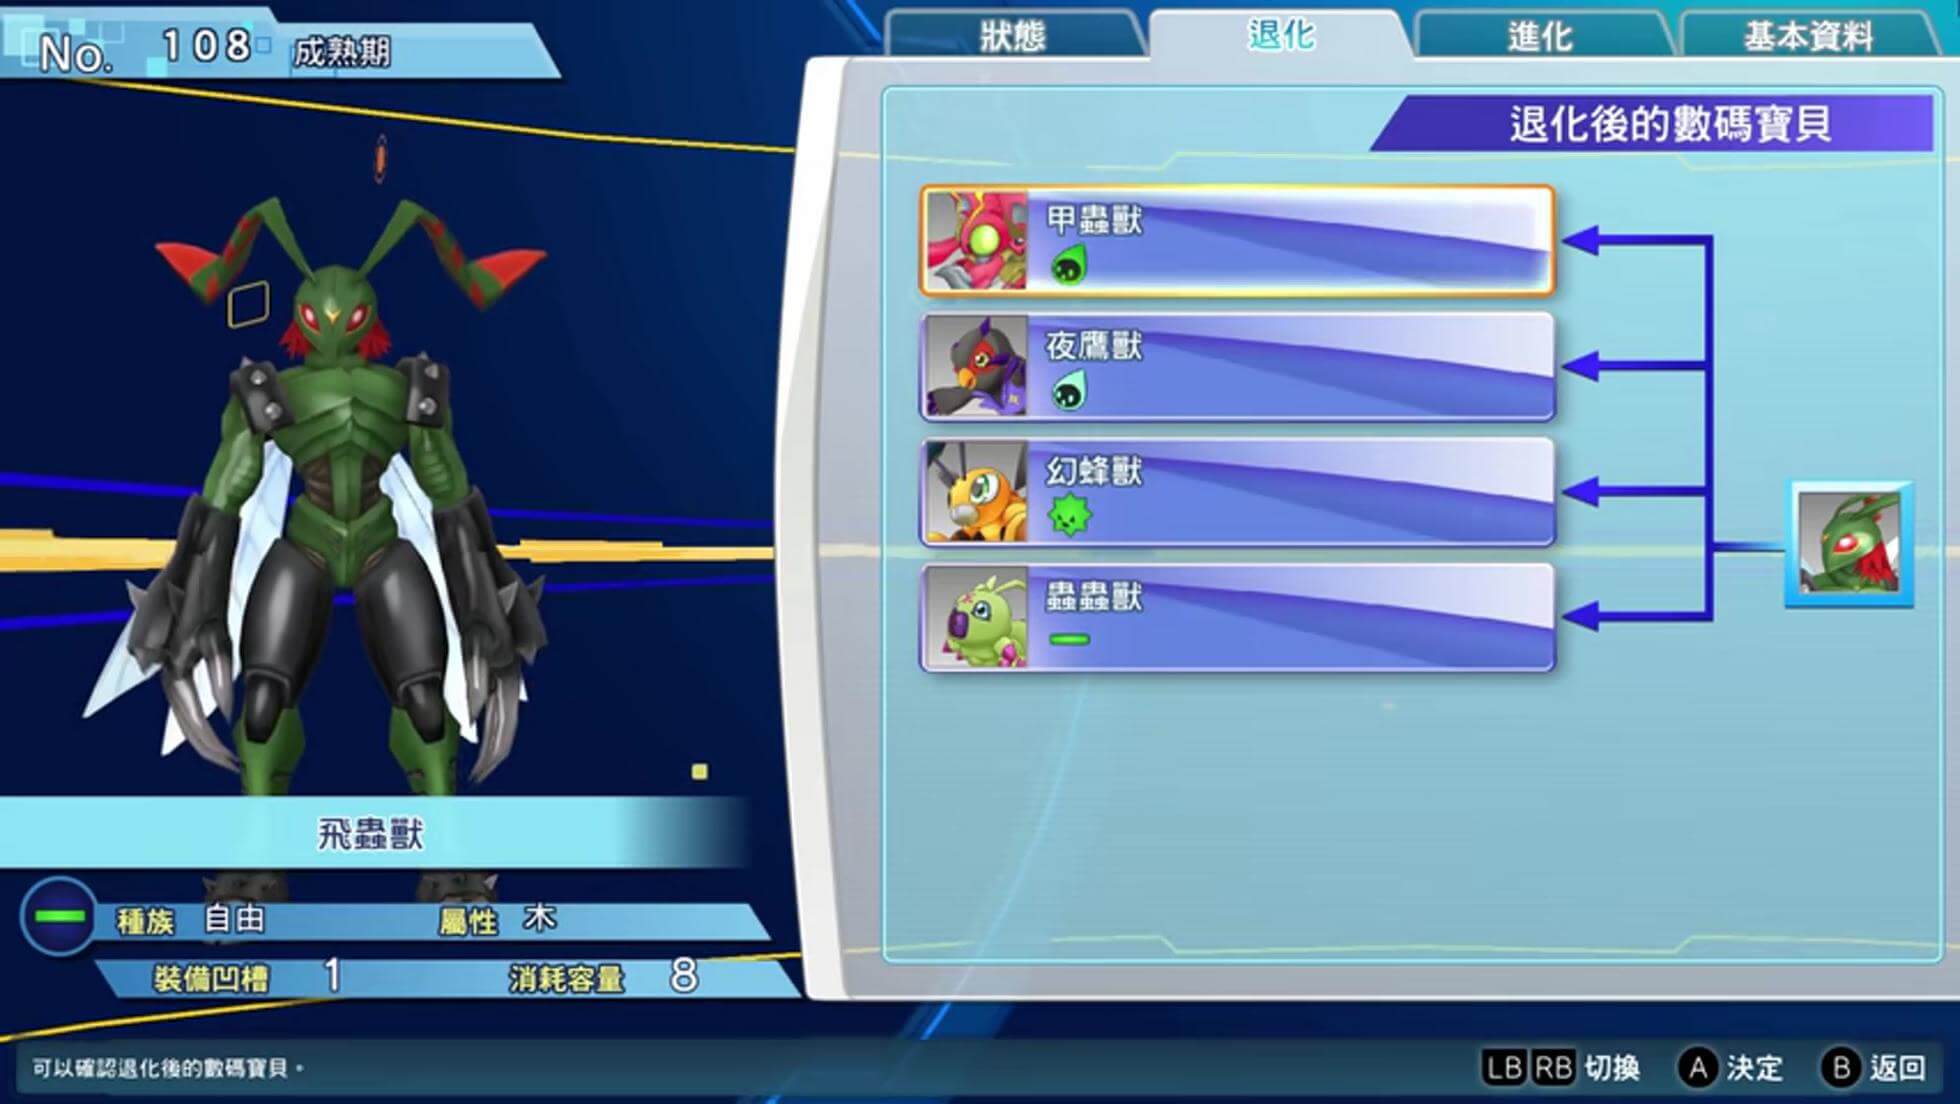 No. 108 成熟期
狀態 退化 進化 基本資料
退化後的數碼寶貝
甲蟲獸
夜鷹獸
幻蜂獸
蟲蟲獸
飛蟲獸
種族 自由 屬性 木
裝備凹槽 1 消耗容量 8
可以確認退化後的數碼寶貝。
LB RB 切換 A 決定 B 返回